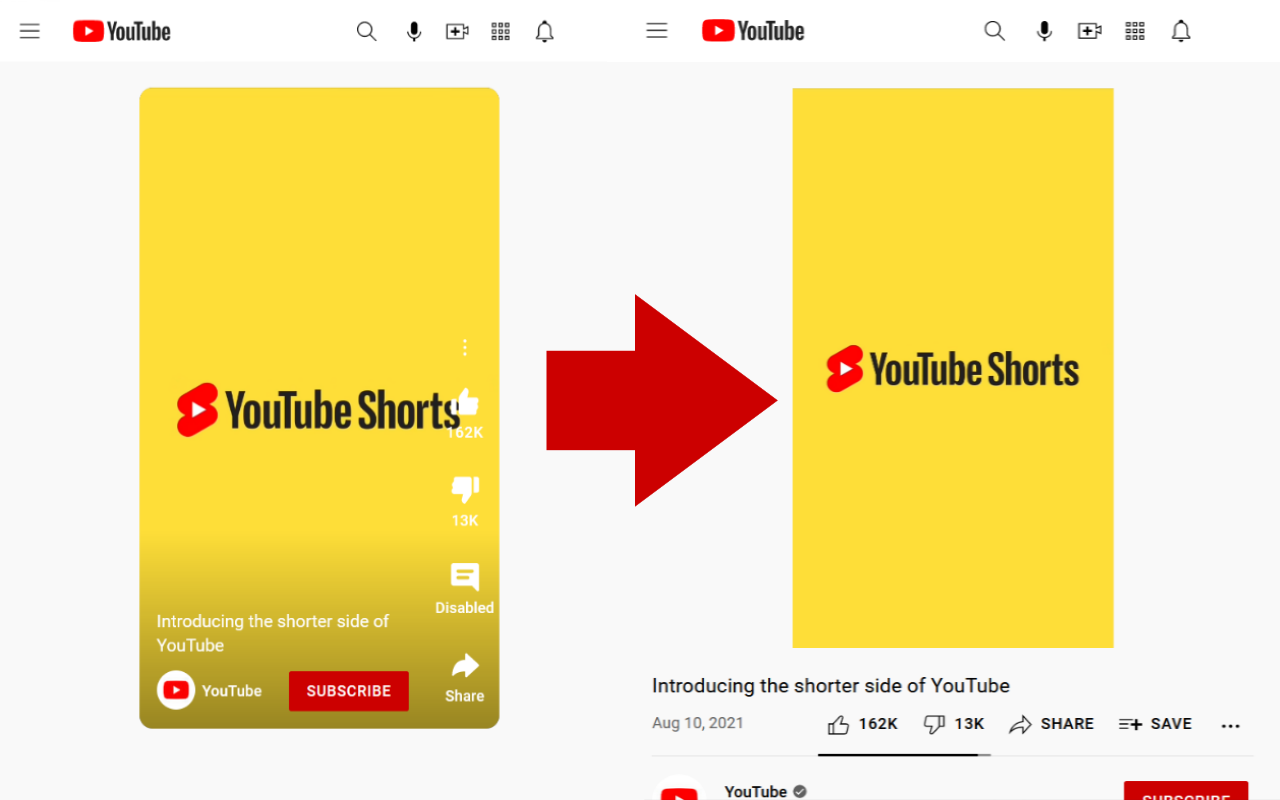 YouTube
YouTube Shorts
162K
13K
Disabled
Introducing the shorter side of
YouTube
YouTube
SUBSCRIBE
Share
YouTube
YouTube Shorts
Introducing the shorter side of YouTube
Aug 10, 2021
162K
13K
SHARE
SAVE
YouTube
SUBSCRIBE